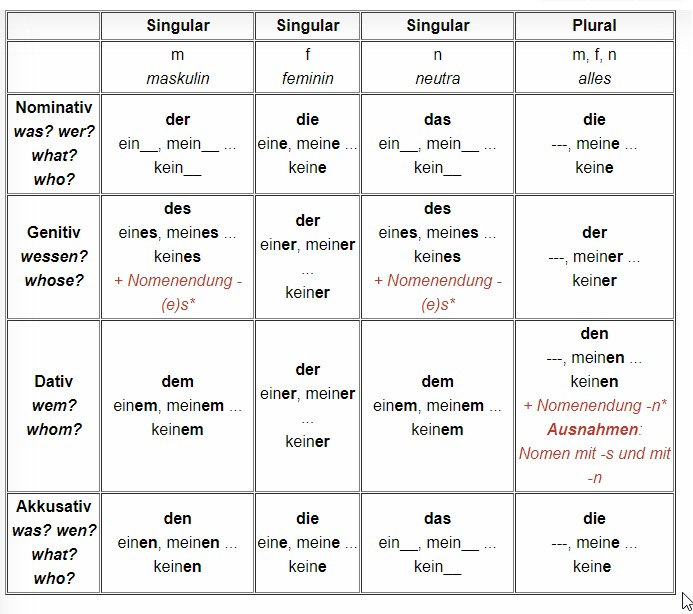 Singular Singular Singular Plural
m f n m, f, n
maskulin feminin neutra alles
Nominativ
was? wer?
what?
who?
der
ein__, mein__ ...
kein__
die
eine, meine ...
keine
das
ein__, mein__ ...
kein__
die
---, meine ...
keine
Genitiv
wessen?
whose?
des
eines, meines ...
keines
+ Nomenendung -
(e)s*
der
einer, meiner
...
keiner
des
eines, meines ...
keines
+ Nomenendung -
(e)s*
der
---, meiner ...
keiner
Dativ
wem?
whom?
dem
einem, meinem ...
keinem
der
einer, meiner
...
keiner
dem
einem, meinem ...
keinem
den
---, meinen ...
keinen
+ Nomenendung -n*
Ausnahmen:
Nomen mit -s und mit
-n
Akkusativ
was? wen?
what?
who?
den
einen, meinen ...
keinen
die
eine, meine ...
keine
das
ein__, mein__ ...
kein__
die
---, meine ...
keine